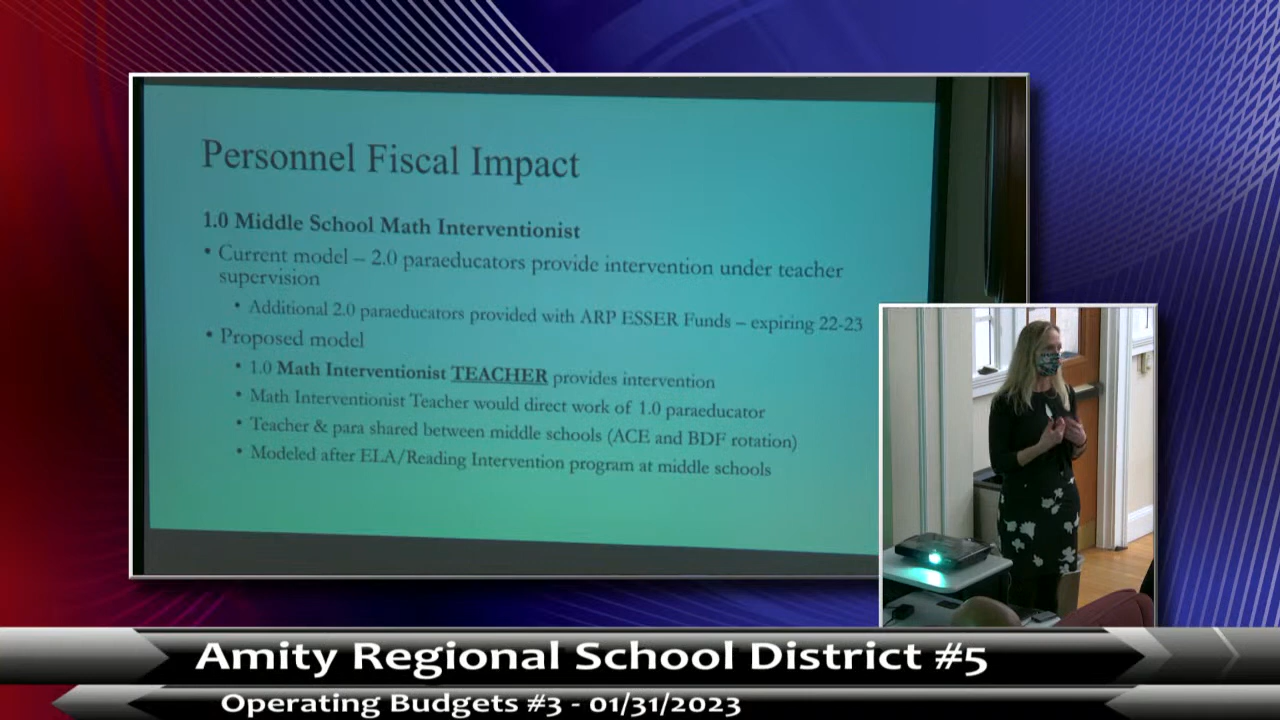 Personnel Fiscal Impact
1.0 Middle School Math Interventionist
• Current model – 2.0 paraeducators provide intervention under teacher
supervision
• Additional 2.0 paraeducators provided with ARP ESSER Funds – expiring 22-23
• Proposed model
• 1.0 Math Interventionist TEACHER provides intervention
• Math Interventionist Teacher would direct work of 1.0 paraeducator
• Teacher & para shared between middle schools (ACE and BDF rotation)
• Modeled after ELA/Reading Intervention program at middle schools
Amity Regional School District #5
Operating Budgets #3 - 01/31/2023